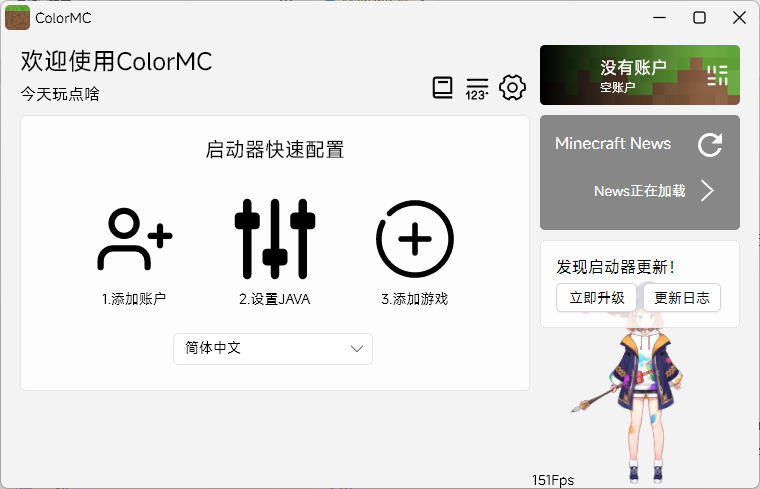 ColorMC
欢迎使用ColorMC
今天玩点啥
123
没有账户
空账户
启动器快速配置
1.添加账户
2.设置JAVA
3.添加游戏
简体中文
Minecraft News
News正在加载
发现启动器更新!
立即升级
更新日志
151Fps